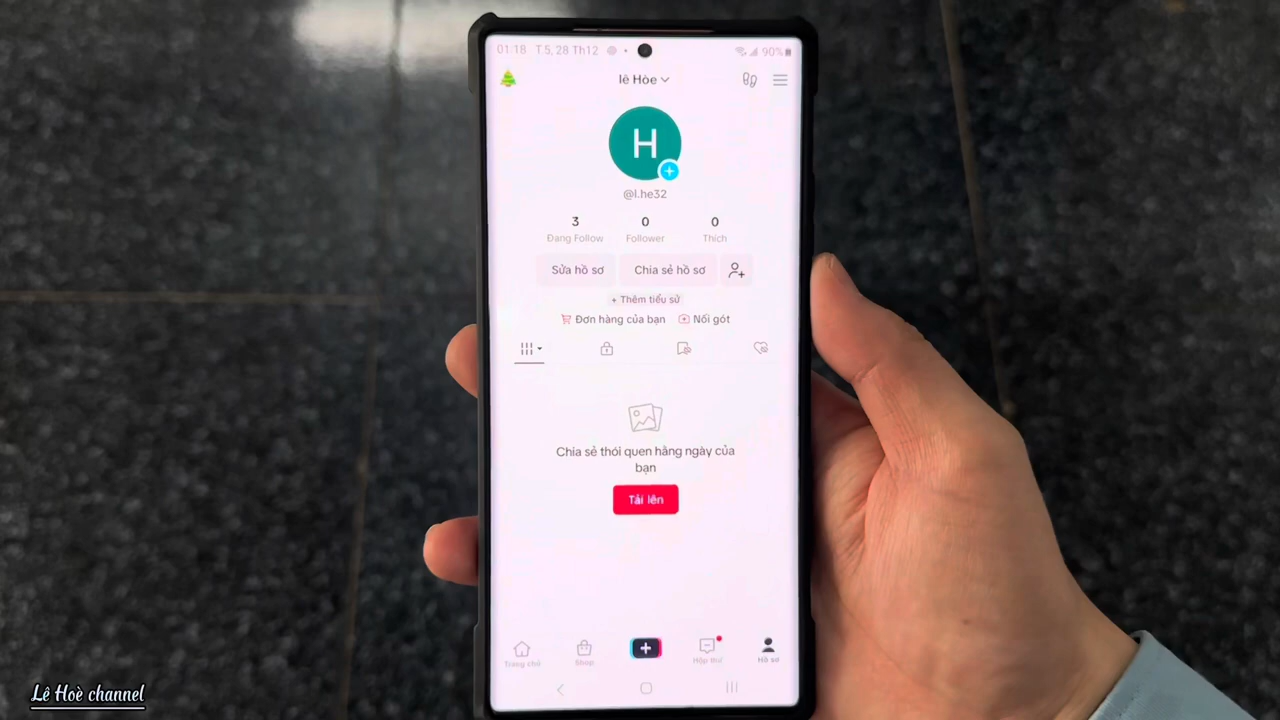 01:18 T.5, 28 Th12
90%
lê Hòe
H
@l.he32
3 0 0
Đang Follow Follower Thích
Sửa hồ sơ Chia sẻ hồ sơ
+ Thêm tiểu sử
Đơn hàng của bạn Nối gót
Chia sẻ thói quen hằng ngày của
bạn
Tải lên
Trang chủ Shop Hộp thư Hồ sơ
Lê Hoè channel